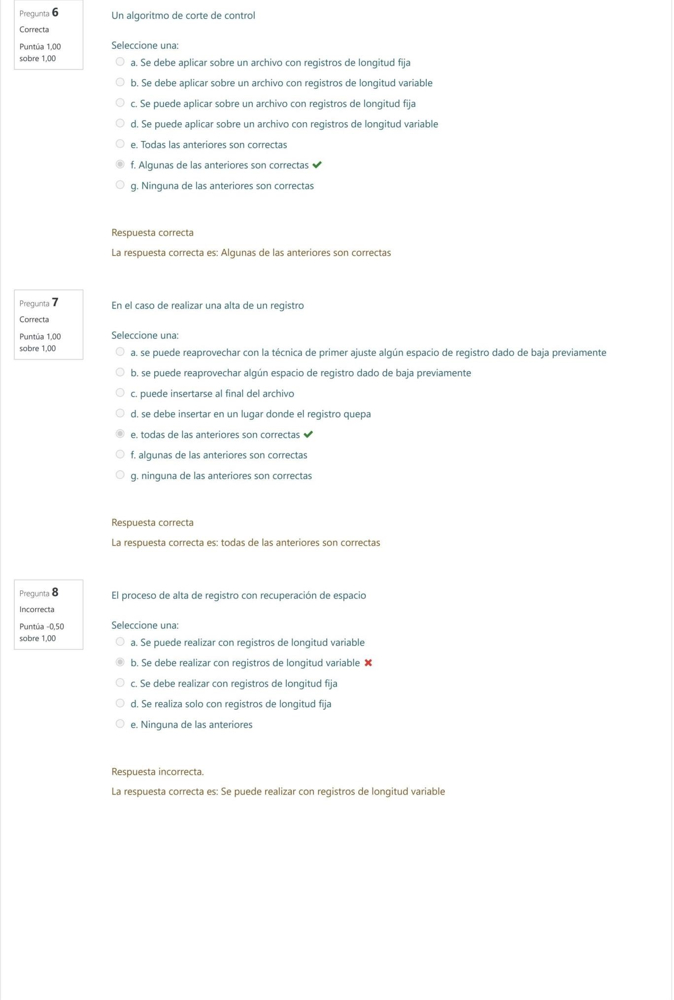 Pregunta 6
Correcta
Puntúa 1,00
sobre 1,00
Un algoritmo de corte de control
Seleccione una:
a. Se debe aplicar sobre un archivo con registros de longitud fija
b. Se debe aplicar sobre un archivo con registros de longitud variable
c. Se puede aplicar sobre un archivo con registros de longitud fija
d. Se puede aplicar sobre un archivo con registros de longitud variable
e. Todas las anteriores son correctas
f. Algunas de las anteriores son correctas
g. Ninguna de las anteriores son correctas
Respuesta correcta
La respuesta correcta es: Algunas de las anteriores son correctas
Pregunta 7
Correcta
Puntúa 1,00
sobre 1,00
En el caso de realizar una alta de un registro
Seleccione una:
a. se puede reaprovechar con la técnica de primer ajuste algún espacio de registro dado de baja previamente
b. se puede reaprovechar algún espacio de registro dado de baja previamente
c. puede insertarse al final del archivo
d. se debe insertar en un lugar donde el registro quepa
e. todas de las anteriores son correctas
f. algunas de las anteriores son correctas
g. ninguna de las anteriores son correctas
Respuesta correcta
La respuesta correcta es: todas de las anteriores son correctas
Pregunta 8
Incorrecta
Puntúa -0,50
sobre 1,00
El proceso de alta de registro con recuperación de espacio
Seleccione una:
a. Se puede realizar con registros de longitud variable
b. Se debe realizar con registros de longitud variable
c. Se debe realizar con registros de longitud fija
d. Se realiza solo con registros de longitud fija
e. Ninguna de las anteriores
Respuesta incorrecta.
La respuesta correcta es: Se puede realizar con registros de longitud variable